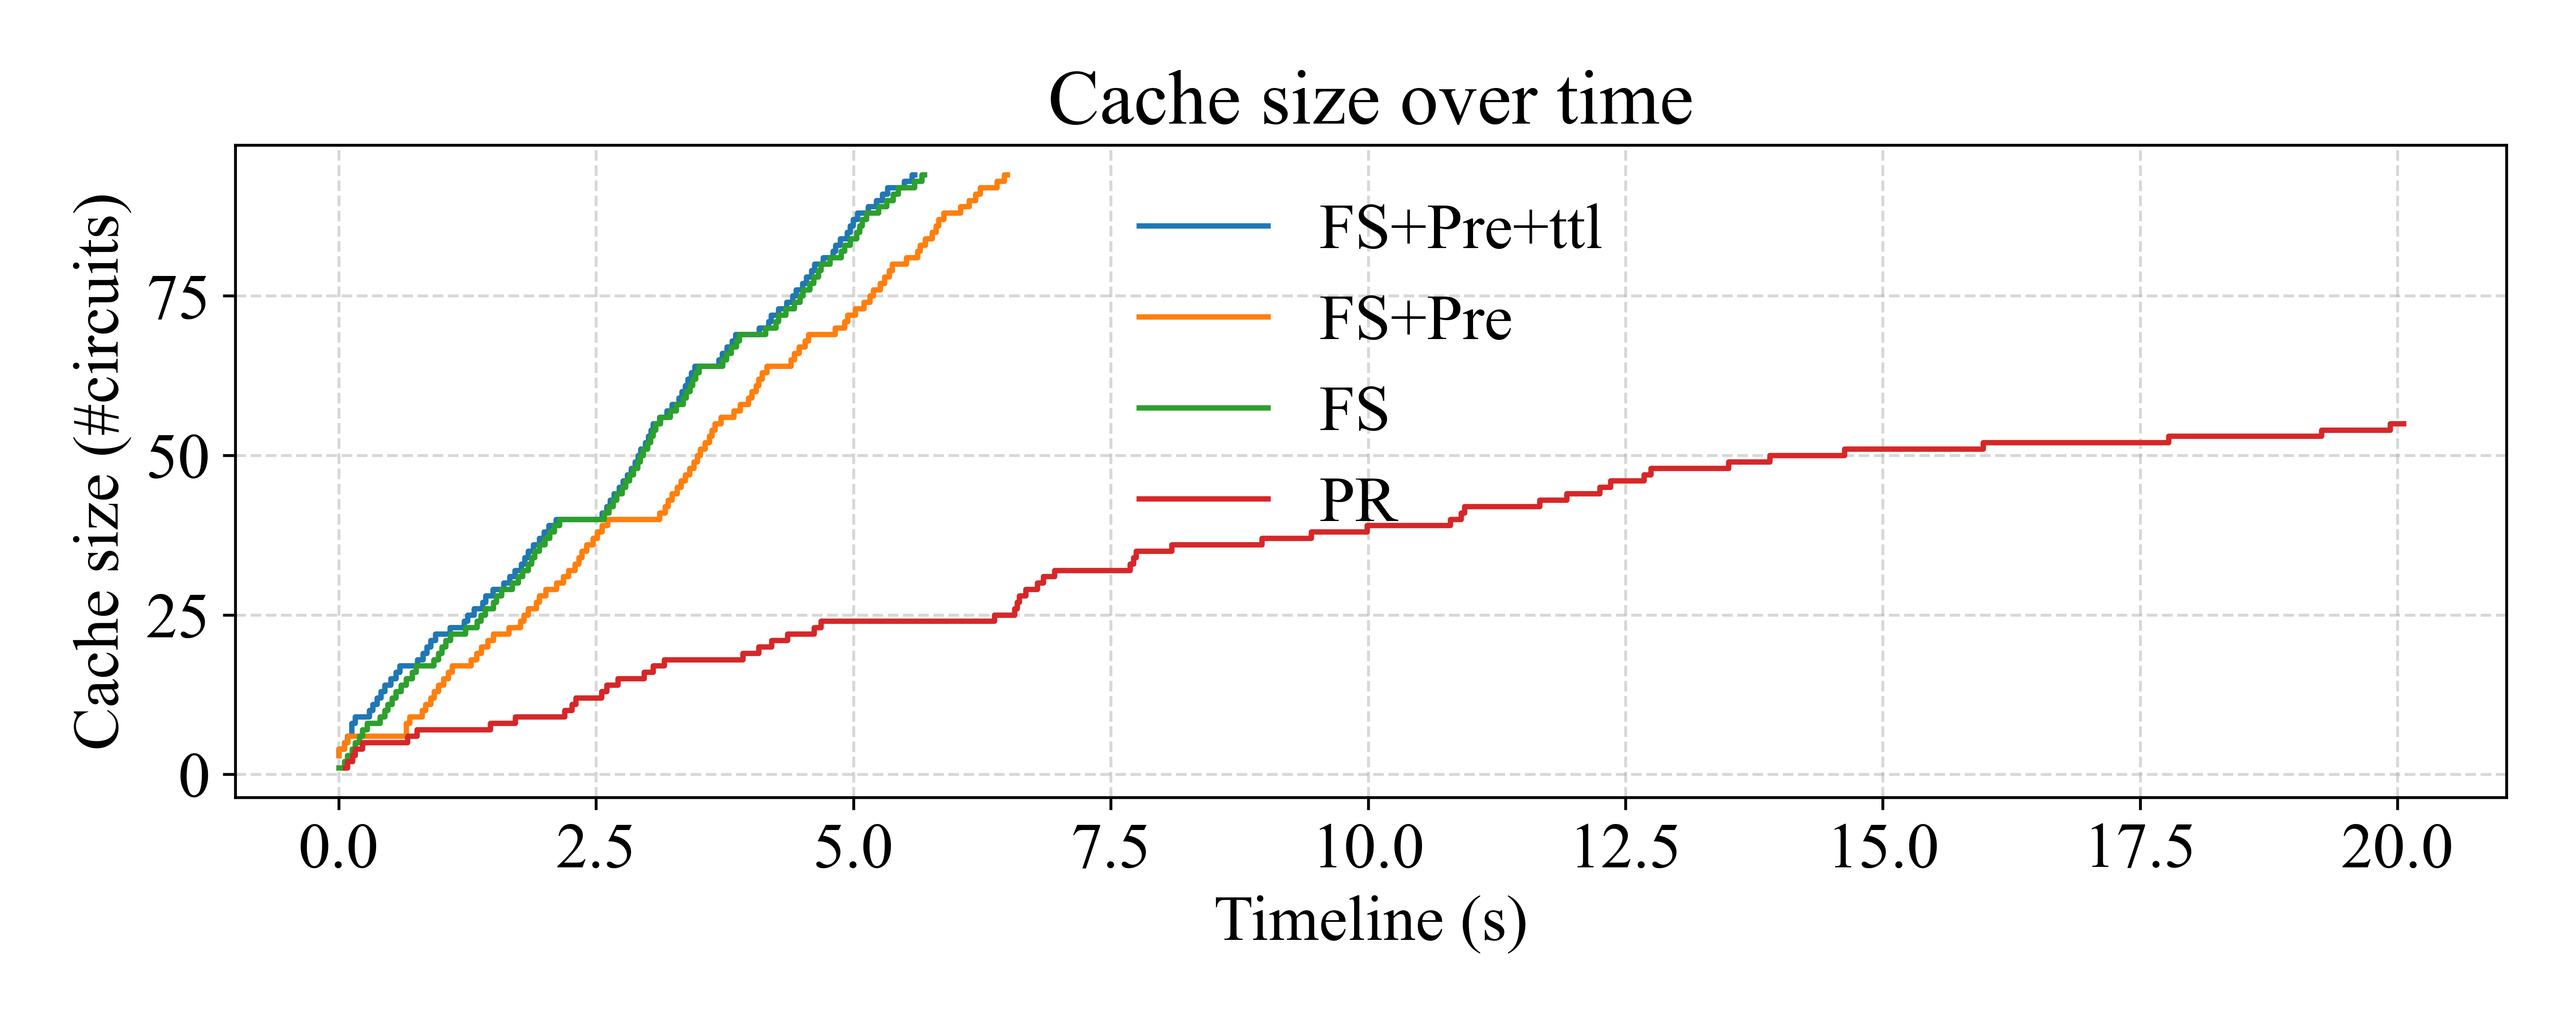 Cache size over time
Cache size (#circuits)
75
50
25
0
FS+Pre+ttl
FS+Pre
FS
PR
0.0 2.5 5.0 7.5 10.0 12.5 15.0 17.5 20.0
Timeline (s)